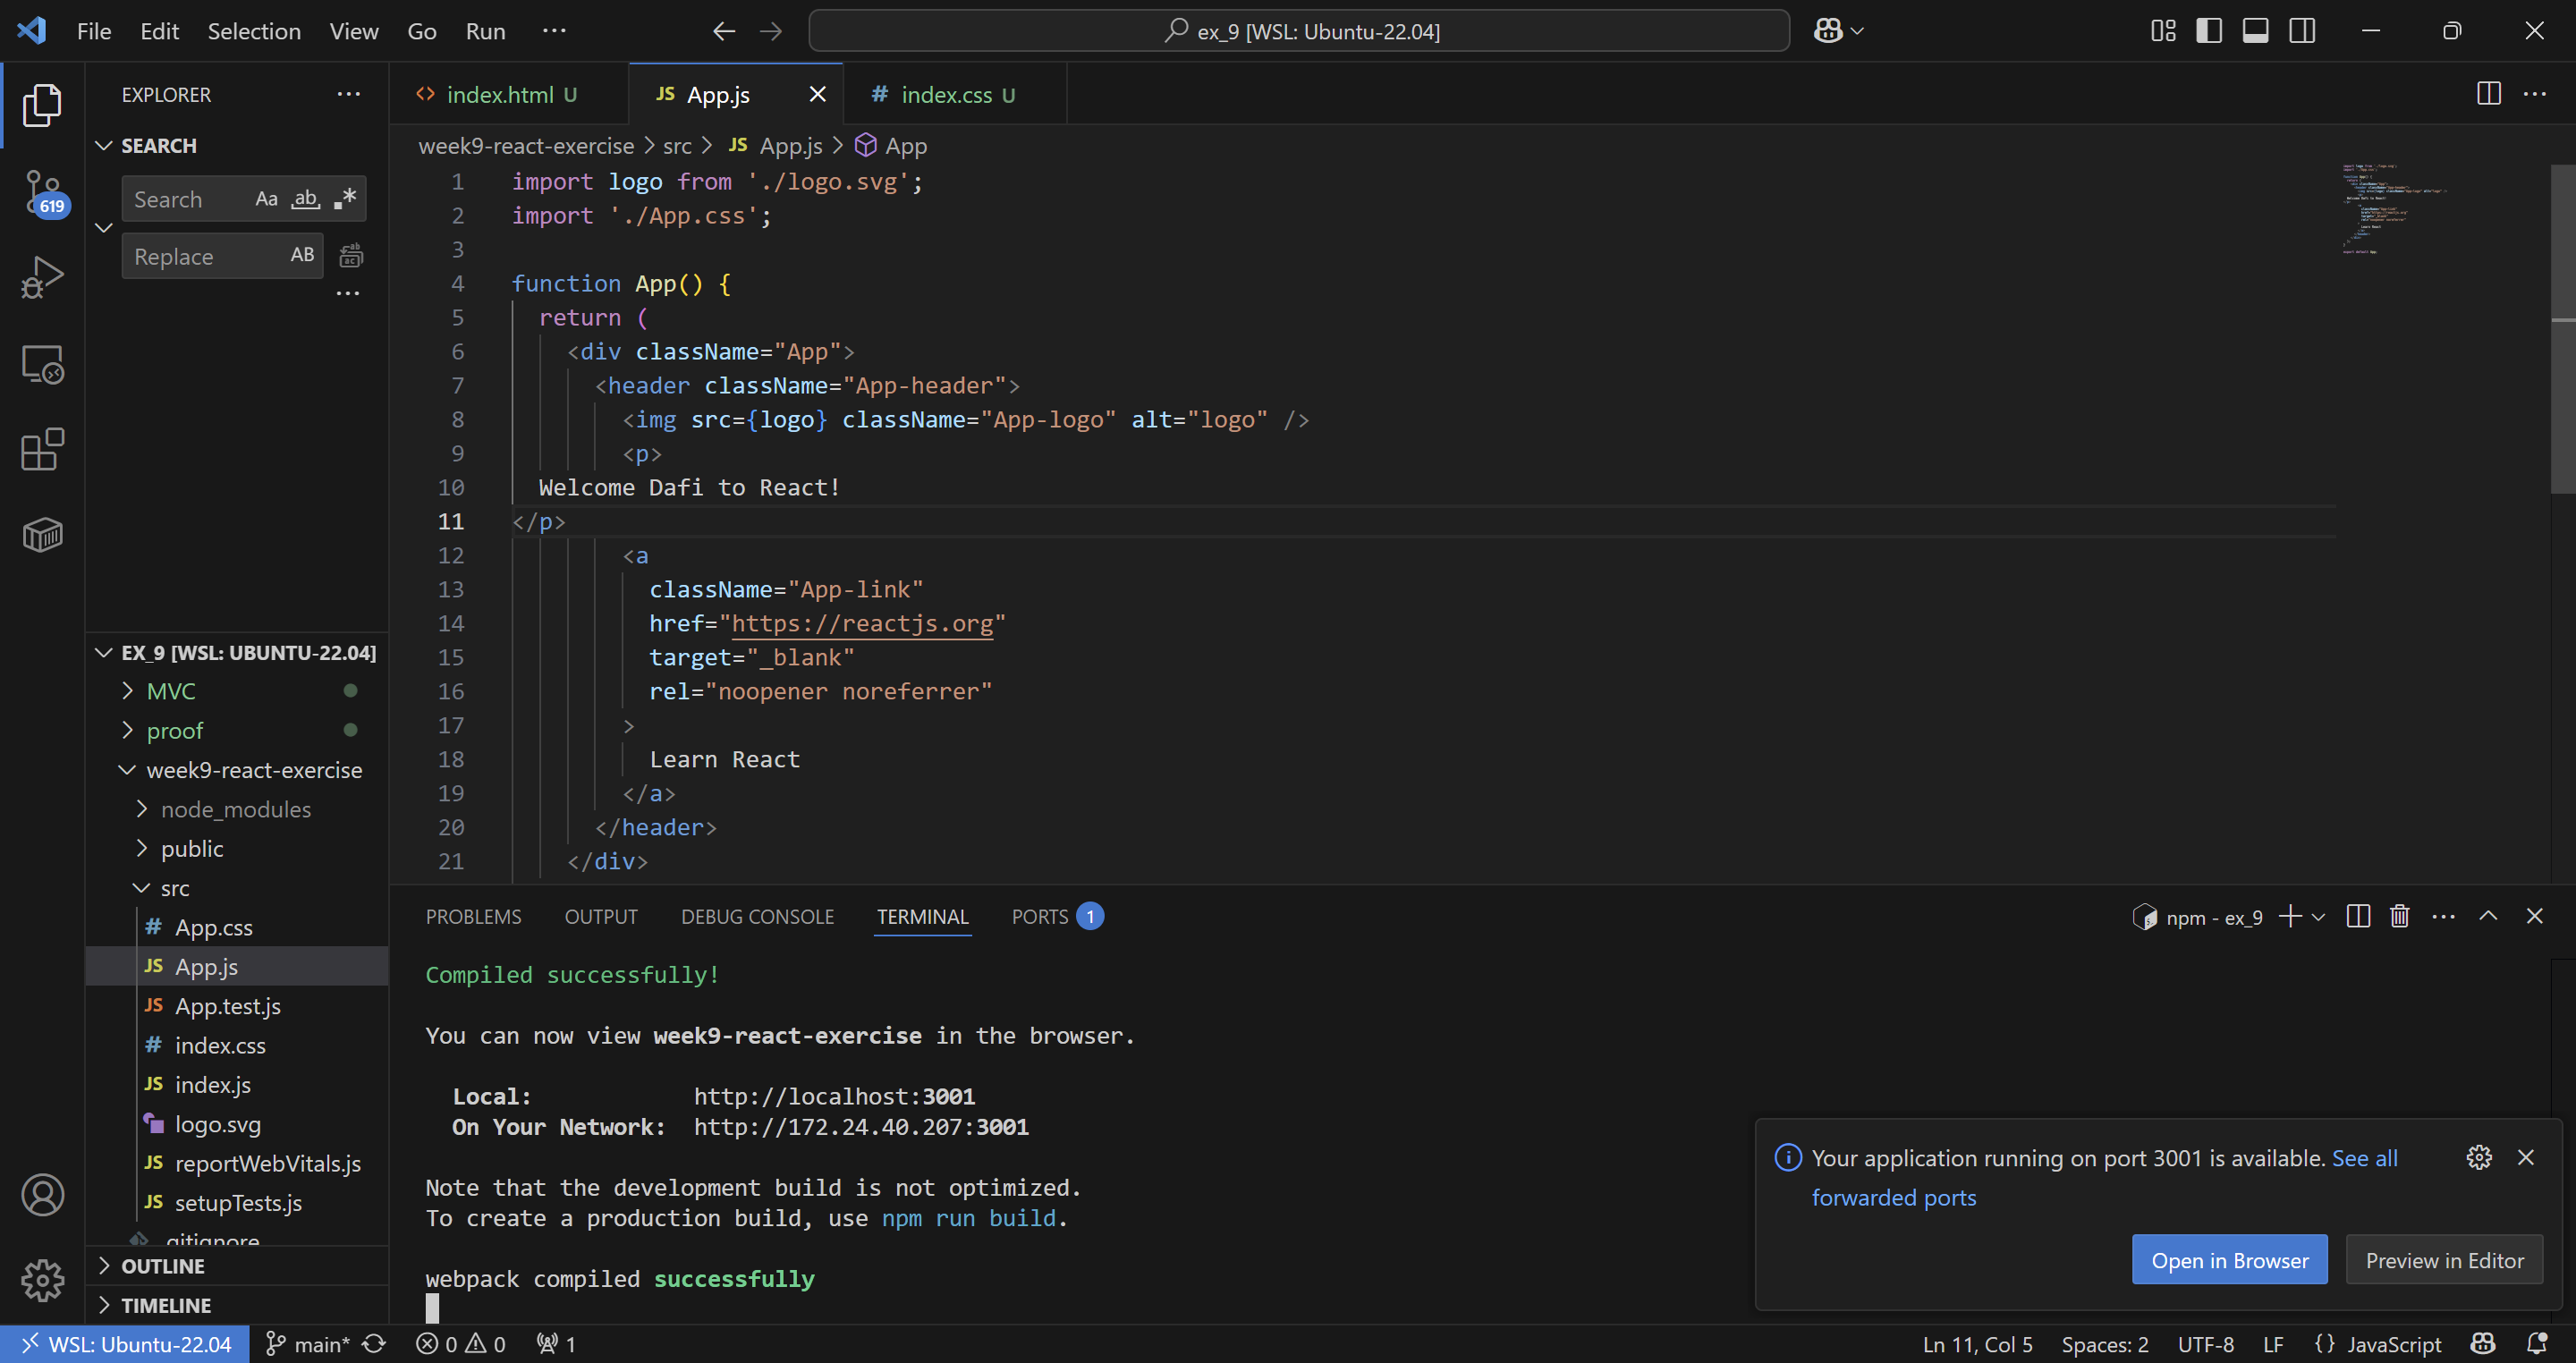 File Edit Selection View Go Run ···
ex_9 [WSL: Ubuntu-22.04]
EXPLORER
SEARCH
Search Aa ab
Replace AB
619
EX_9 [WSL: UBUNTU-22.04]
MVC
proof
week9-react-exercise
node_modules
public
src
# App.css
JS App.js
JS App.test.js
# index.css
JS index.js
logo.svg
JS reportWebVitals.js
JS setupTests.js
.gitignore
OUTLINE
TIMELINE
<> index.html U JS App.js # index.css U
week9-react-exercise > src > JS App.js > App
1 import logo from './logo.svg';
2 import './App.css';
3
4 function App() {
5   return (
6     <div className="App">
7       <header className="App-header">
8         <img src={logo} className="App-logo" alt="logo" />
9         <p>
10   Welcome Dafi to React!
11 </p>
12         <a
13           className="App-link"
14           href="https://reactjs.org"
15           target="_blank"
16           rel="noopener noreferrer"
17         >
18           Learn React
19         </a>
20       </header>
21     </div>
PROBLEMS OUTPUT DEBUG CONSOLE TERMINAL PORTS 1
npm - ex_9
Compiled successfully!
You can now view week9-react-exercise in the browser.
Local: http://localhost:3001
On Your Network: http://172.24.40.207:3001
Note that the development build is not optimized.
To create a production build, use npm run build.
webpack compiled successfully
Your application running on port 3001 is available. See all
forwarded ports
Open in Browser Preview in Editor
WSL: Ubuntu-22.04 main* 0 0 1 Ln 11, Col 5 Spaces: 2 UTF-8 LF {} JavaScript